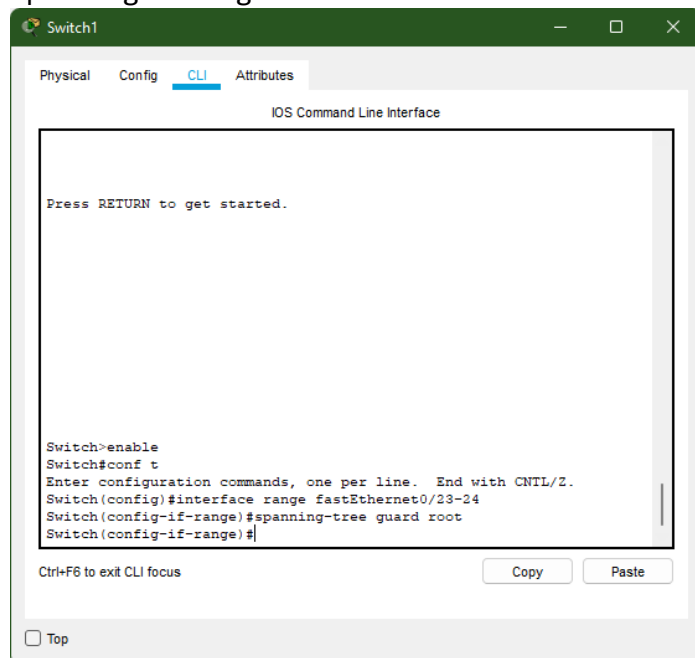 Switch1
Physical Config CLI Attributes
IOS Command Line Interface
Press RETURN to get started.
Switch>enable
Switch#conf t
Enter configuration commands, one per line.  End with CNTL/Z.
Switch(config)#interface range fastEthernet0/23-24
Switch(config-if-range)#spanning-tree guard root
Switch(config-if-range)#
Ctrl+F6 to exit CLI focus
Copy Paste
Top